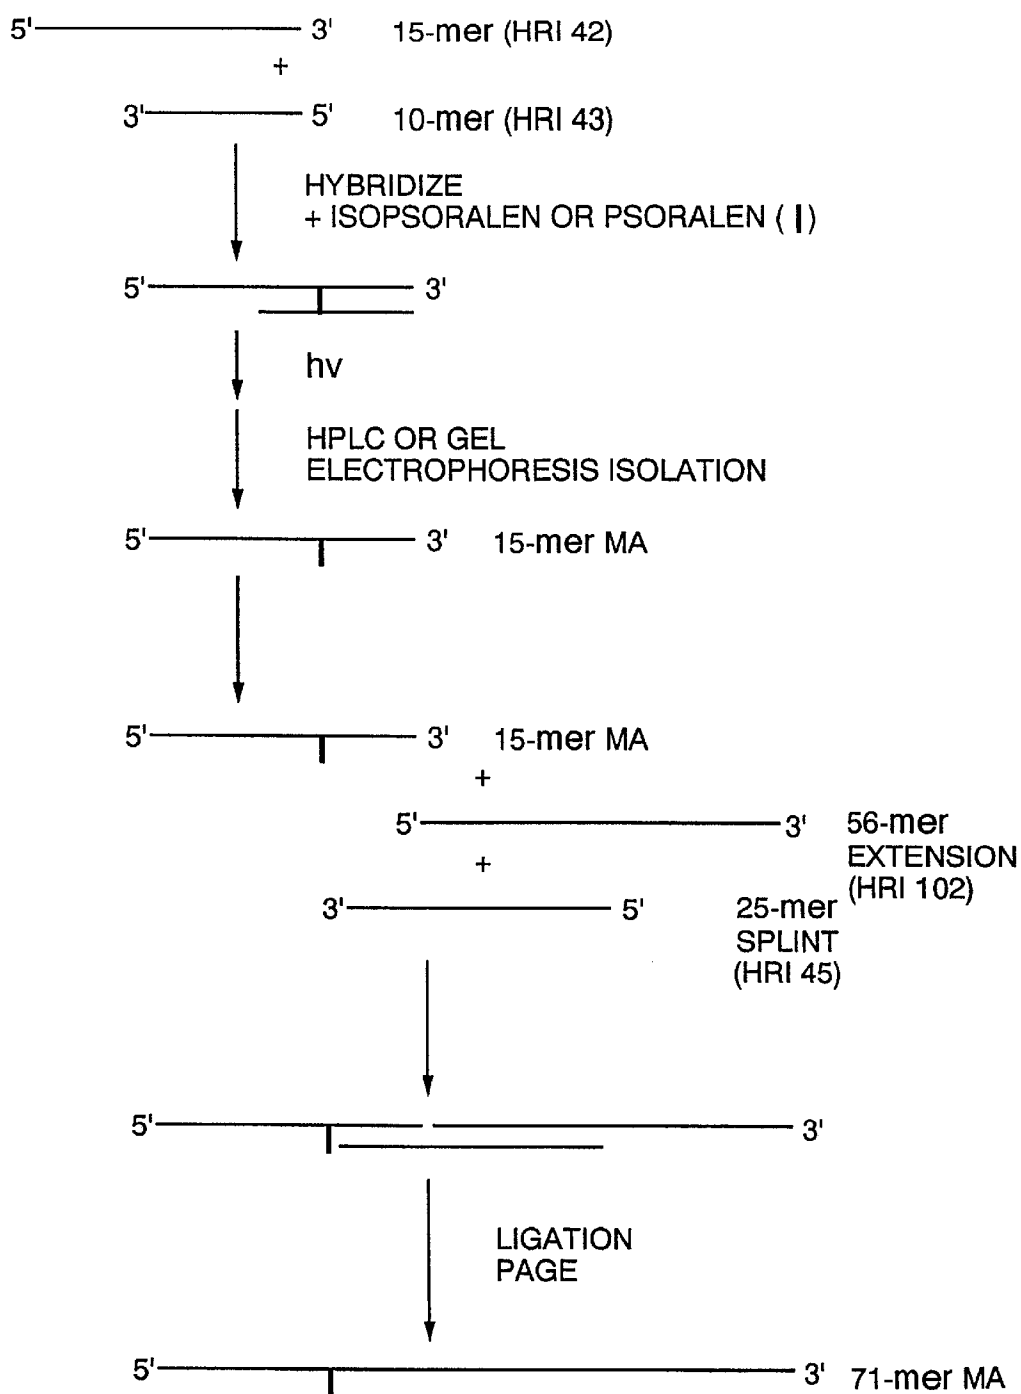 5' 3' 15-mer (HRI 42)
+
3' 5' 10-mer (HRI 43)
HYBRIDIZE
+ ISOPSORALEN OR PSORALEN ( | )
5' 3'
hv
HPLC OR GEL
ELECTROPHORESIS ISOLATION
5' 3' 15-mer MA
5' 3' 15-mer MA
+
5' 3' 56-mer
EXTENSION
(HRI 102)
+
3' 5' 25-mer
SPLINT
(HRI 45)
5' 3'
LIGATION
PAGE
5' 3' 71-mer MA